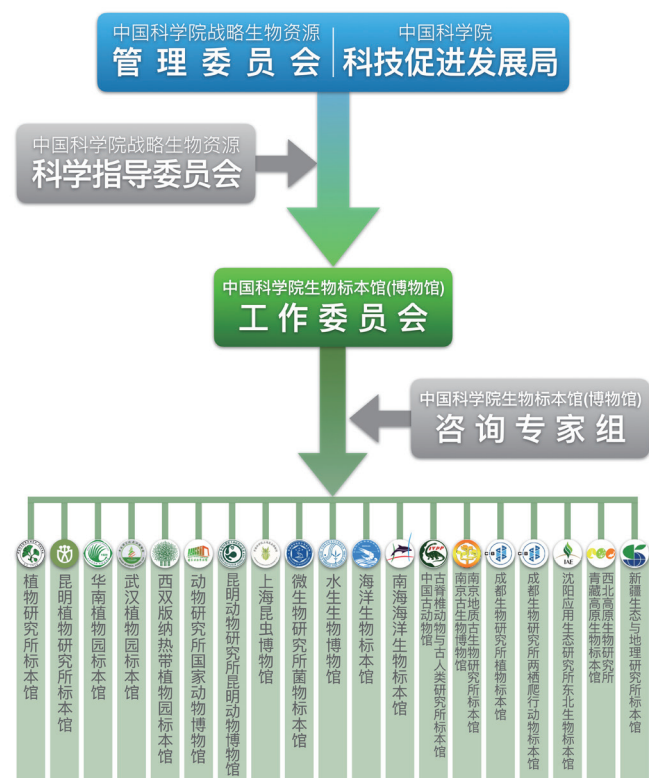 中国科学院战略生物资源
管理委员会
中国科学院
科技促进发展局
中国科学院战略生物资源
科学指导委员会
中国科学院生物标本馆(博物馆)
工作委员会
中国科学院生物标本馆(博物馆)
咨询专家组
植物研究所标本馆
昆明植物研究所标本馆
华南植物园标本馆
武汉植物园标本馆
西双版纳热带植物园标本馆
动物研究所国家动物博物馆
昆明动物研究所昆明动物博物馆
上海昆虫博物馆
微生物研究所菌物标本馆
水生生物博物馆
海洋生物标本馆
南海海洋生物标本馆
古脊椎动物与古人类研究所标本馆
中国古动物馆
南京地质古生物研究所标本馆
南京古生物博物馆
成都生物研究所植物标本馆
成都生物研究所两栖爬行动物标本馆
沈阳应用生态研究所东北生物标本馆
西北高原生物研究所
青藏高原生物标本馆
新疆生态与地理研究所标本馆
IVPP
IAE